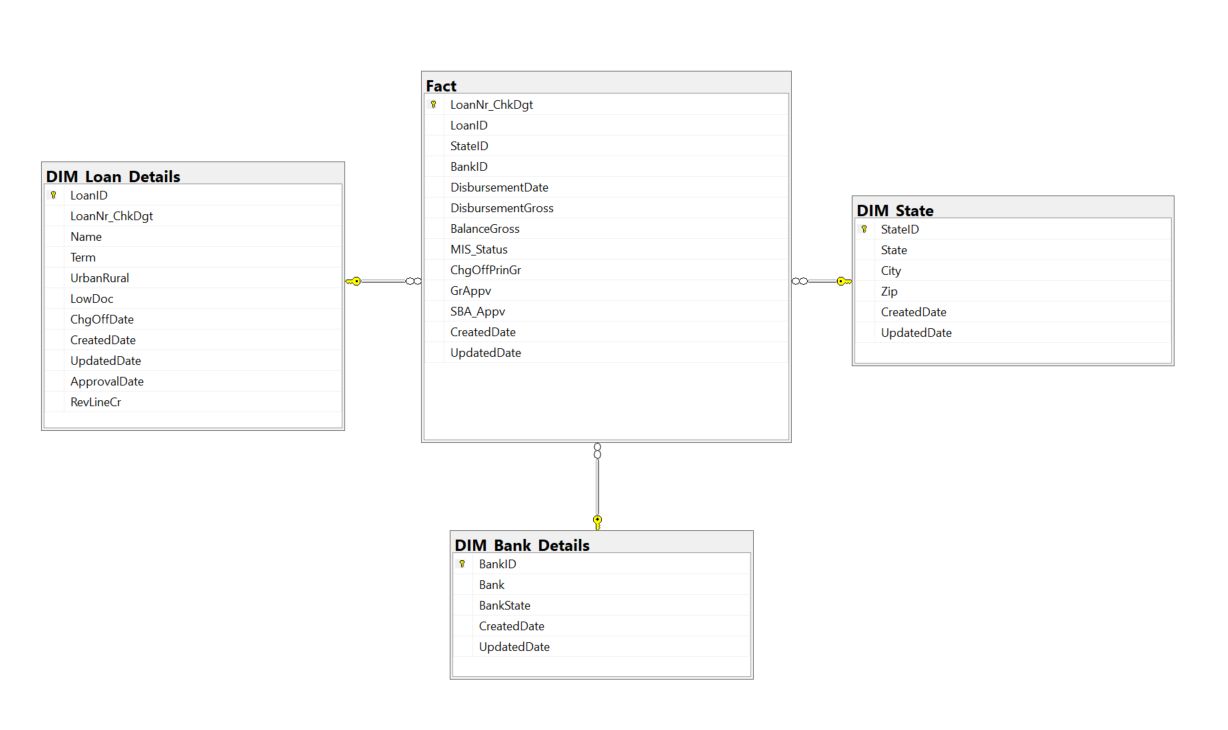 Fact
LoanNr_ChkDgt
LoanID
StateID
BankID
DisbursementDate
DisbursementGross
BalanceGross
MIS_Status
ChgOffPrinGr
GrAppv
SBA_Appv
CreatedDate
UpdatedDate
DIM_Loan_Details
LoanID
LoanNr_ChkDgt
Name
Term
UrbanRural
LowDoc
ChgOffDate
CreatedDate
UpdatedDate
ApprovalDate
RevLineCr
DIM_State
StateID
State
City
Zip
CreatedDate
UpdatedDate
DIM_Bank_Details
BankID
Bank
BankState
CreatedDate
UpdatedDate